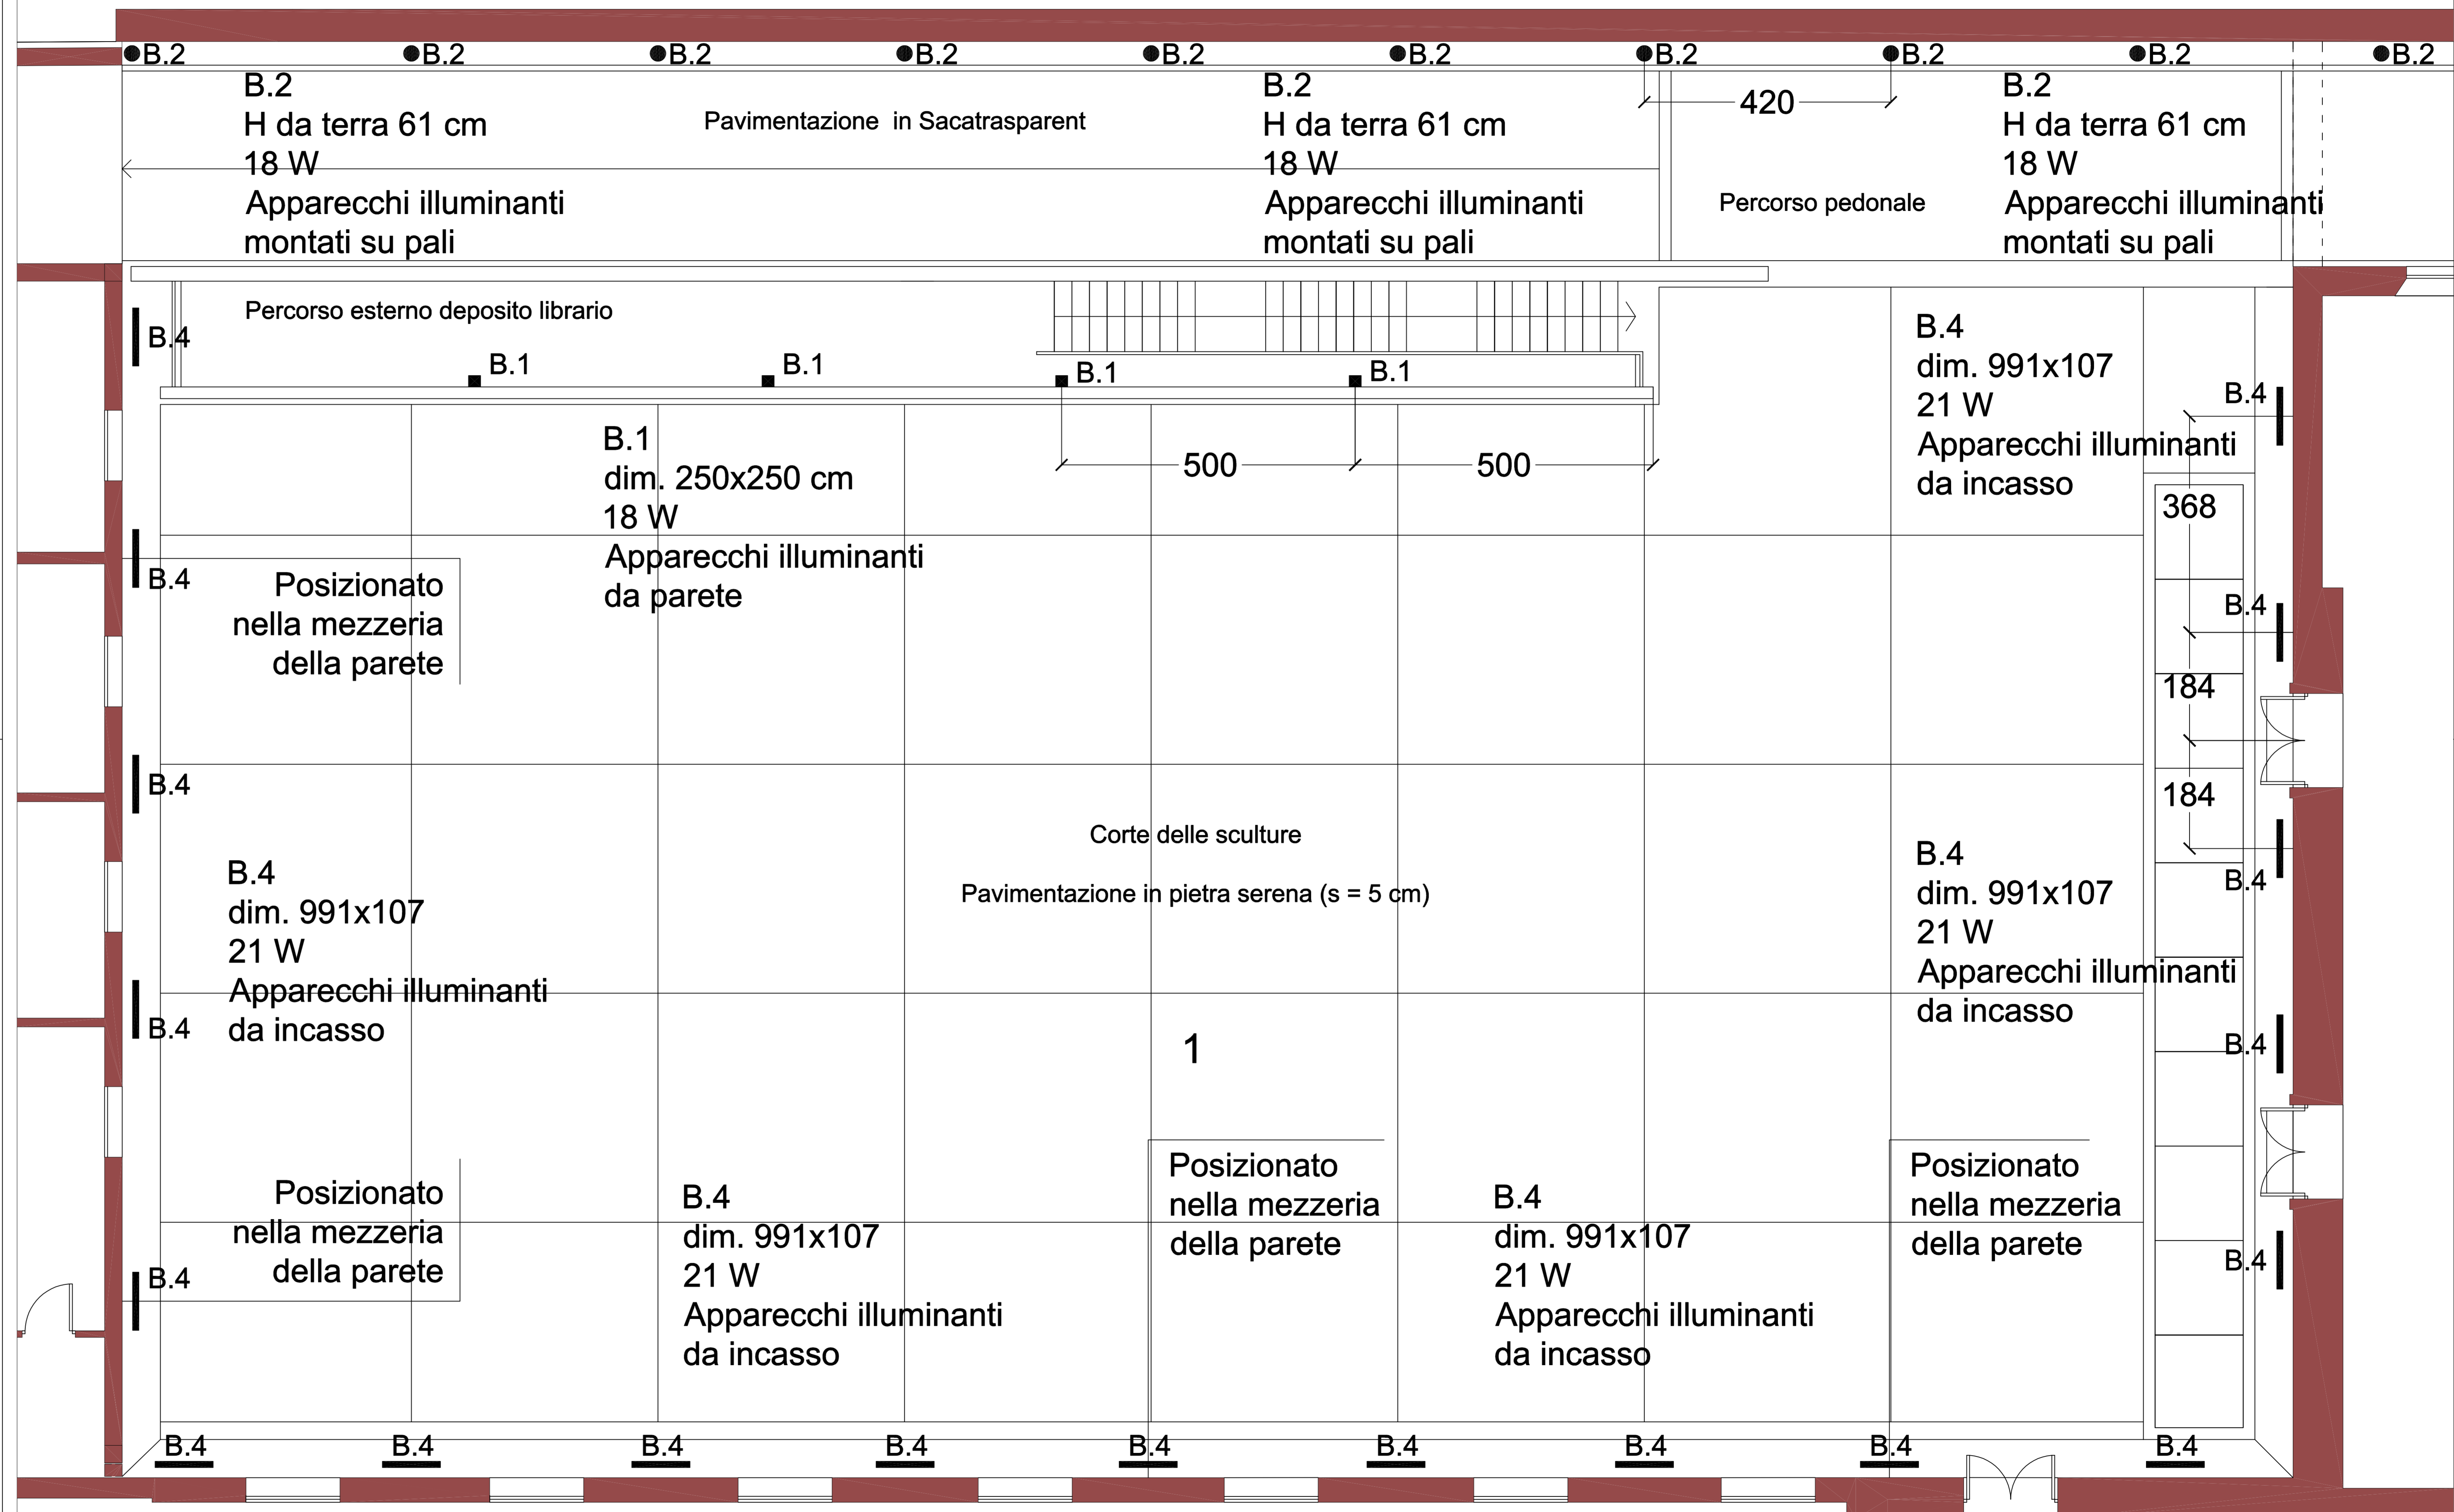 B.2 B.2 B.2 B.2 B.2 B.2 B.2 B.2 B.2 B.2
B.2
H da terra 61 cm
18 W
Apparecchi illuminanti
montati su pali
Pavimentazione in Sacatrasparent
B.2
H da terra 61 cm
18 W
Apparecchi illuminanti
montati su pali
420
Percorso pedonale
B.2
H da terra 61 cm
18 W
Apparecchi illuminanti
montati su pali
Percorso esterno deposito librario
B.4
B.1
B.1
B.1
B.1
500
500
B.1
dim. 250x250 cm
18 W
Apparecchi illuminanti
da parete
B.4
dim. 991x107
21 W
Apparecchi illuminanti
da incasso
B.4
368
B.4
184
184
B.4
B.4
Posizionato
nella mezzeria
della parete
B.4
Corte delle sculture
Pavimentazione in pietra serena (s = 5 cm)
B.4
dim. 991x107
21 W
Apparecchi illuminanti
da incasso
B.4
B.4
dim. 991x107
21 W
Apparecchi illuminanti
da incasso
B.4
1
Posizionato
nella mezzeria
della parete
B.4
B.4
dim. 991x107
21 W
Apparecchi illuminanti
da incasso
Posizionato
nella mezzeria
della parete
B.4
dim. 991x107
21 W
Apparecchi illuminanti
da incasso
Posizionato
nella mezzeria
della parete
B.4
B.4 B.4 B.4 B.4 B.4 B.4 B.4 B.4 B.4